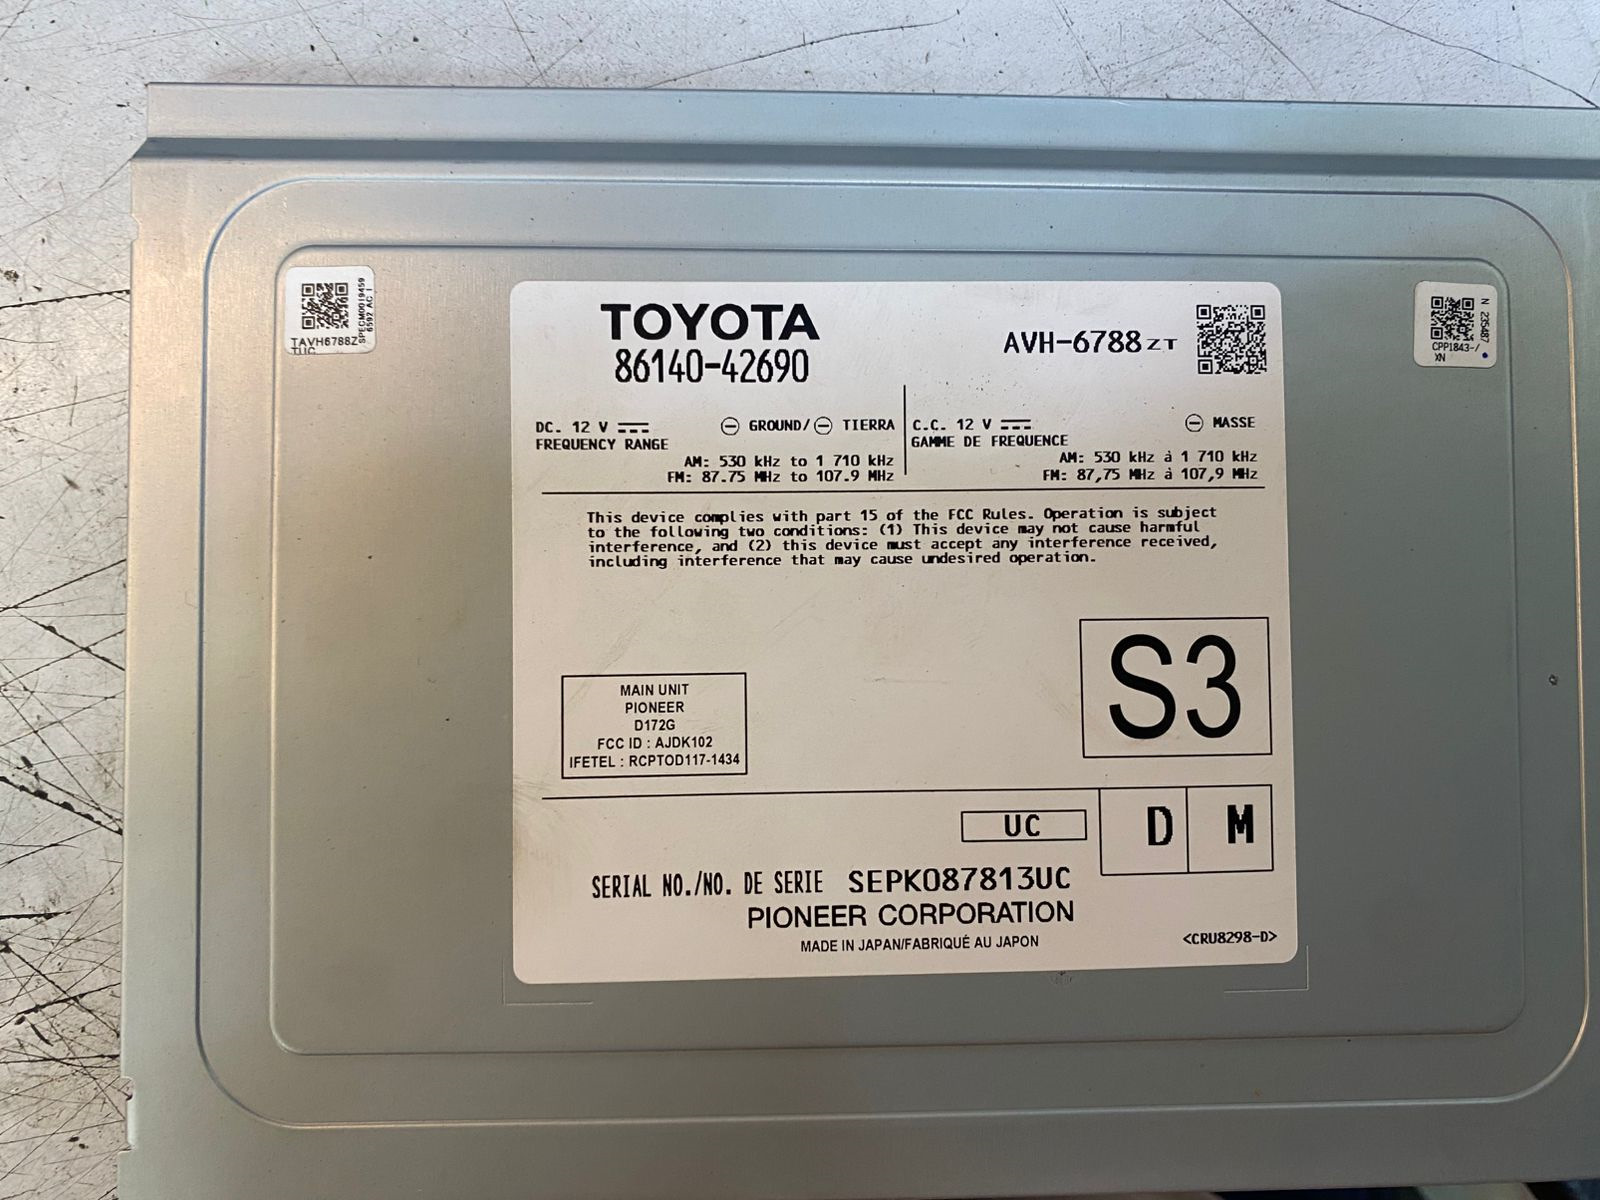 TAVH6788Z
TUC
SPECM0019459
6592 AC I
TOYOTA
86140-42690
AVH-6788ZT
N 235487
CPP1843-/
XN
DC. 12 V
⊖ GROUND/⊖ TIERRA
FREQUENCY RANGE
AM: 530 kHz to 1 710 kHz
FM: 87.75 MHz to 107.9 MHz
C.C. 12 V
⊖ MASSE
GAMME DE FREQUENCE
AM: 530 kHz à 1 710 kHz
FM: 87,75 MHz à 107,9 MHz
This device complies with part 15 of the FCC Rules. Operation is subject
to the following two conditions: (1) This device may not cause harmful
interference, and (2) this device must accept any interference received,
including interference that may cause undesired operation.
S3
MAIN UNIT
PIONEER
D172G
FCC ID : AJDK102
IFETEL : RCPTOD117-1434
UC
D M
SERIAL NO./NO. DE SERIE SEPK087813UC
PIONEER CORPORATION
MADE IN JAPAN/FABRIQUÉ AU JAPON
<CRU8298-D>